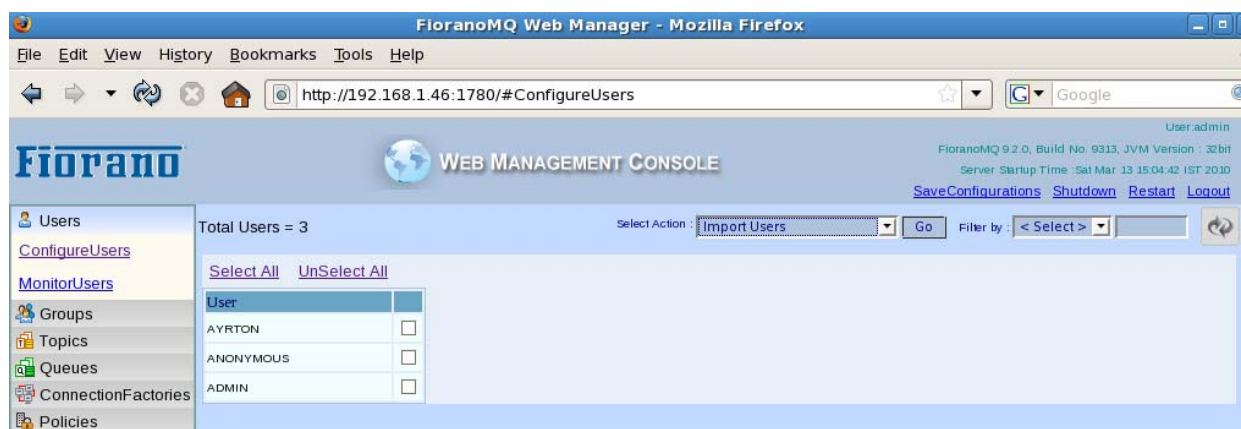 FioranoMQ Web Manager - Mozilla Firefox
File Edit View History Bookmarks Tools Help
http://192.168.1.46:1780/#ConfigureUsers
Google
User:admin
Fiorano
WEB MANAGEMENT CONSOLE
FioranoMQ 9.2.0, Build No. 9313, JVM Version : 32bit
Server Startup Time :Sat Mar 13 15:04:42 IST 2010
SaveConfigurations Shutdown Restart Logout
Users
ConfigureUsers
MonitorUsers
Groups
Topics
Queues
ConnectionFactories
Policies
Total Users = 3
Select Action : Import Users Go Filter by : < Select >
Select All UnSelect All
User
AYRTON
ANONYMOUS
ADMIN